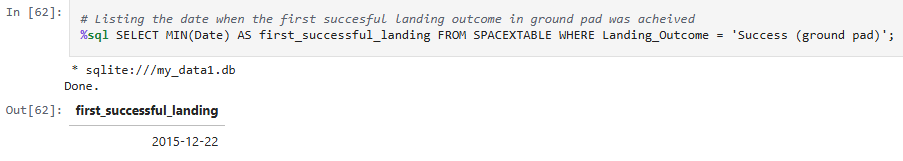 In [62]:
# Listing the date when the first succesful landing outcome in ground pad was acheived
%sql SELECT MIN(Date) AS first_successful_landing FROM SPACEXTABLE WHERE Landing_Outcome = 'Success (ground pad)';
* sqlite:///my_data1.db
Done.
Out[62]:
first_successful_landing
2015-12-22